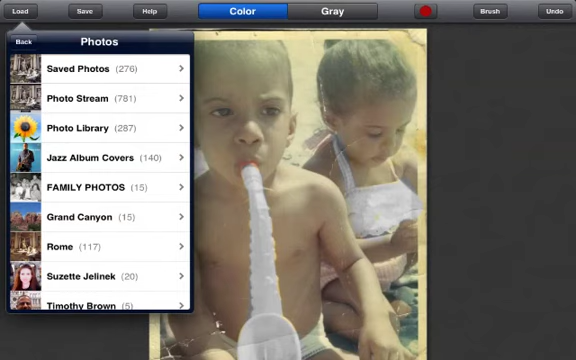 Load Save Help Color Gray Brush Undo
Back Photos
Saved Photos (276)
Photo Stream (781)
Photo Library (287)
Jazz Album Covers (140)
FAMILY PHOTOS (15)
Grand Canyon (15)
Rome (117)
Suzette Jelinek (20)
Timothy Brown (5)